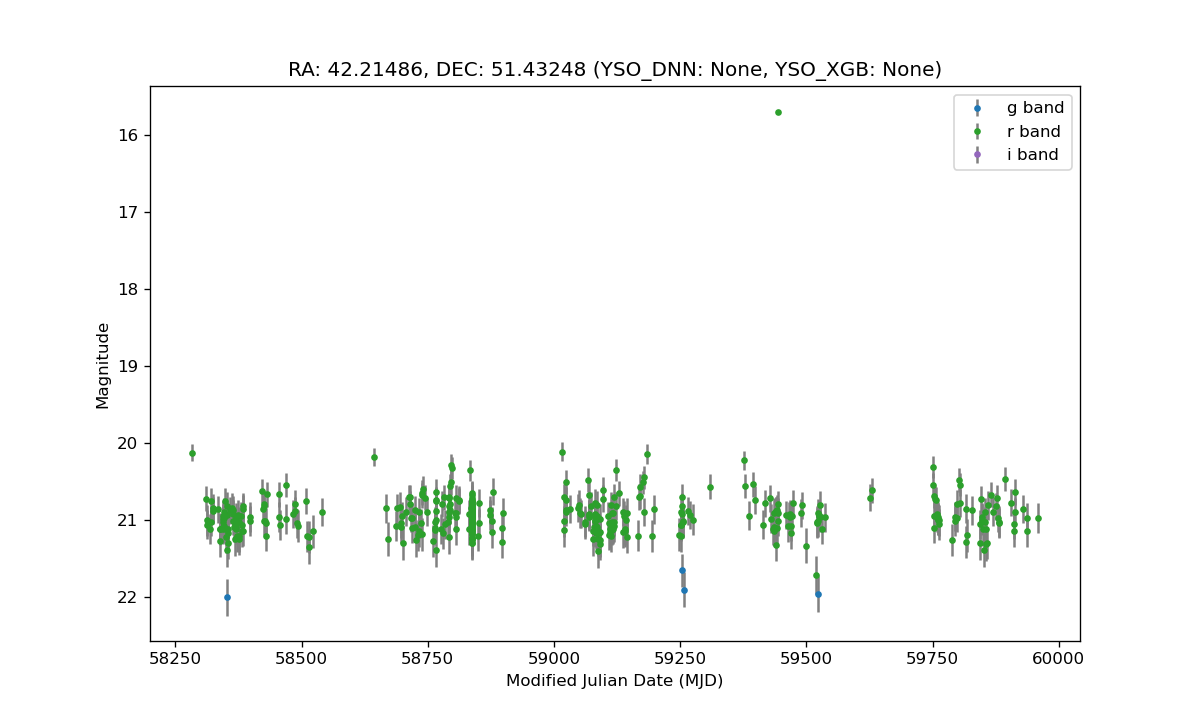 RA: 42.21486, DEC: 51.43248 (YSO_DNN: None, YSO_XGB: None)
g band
r band
i band
16
17
18
19
20
21
22
Magnitude
58250 58500 58750 59000 59250 59500 59750 60000
Modified Julian Date (MJD)